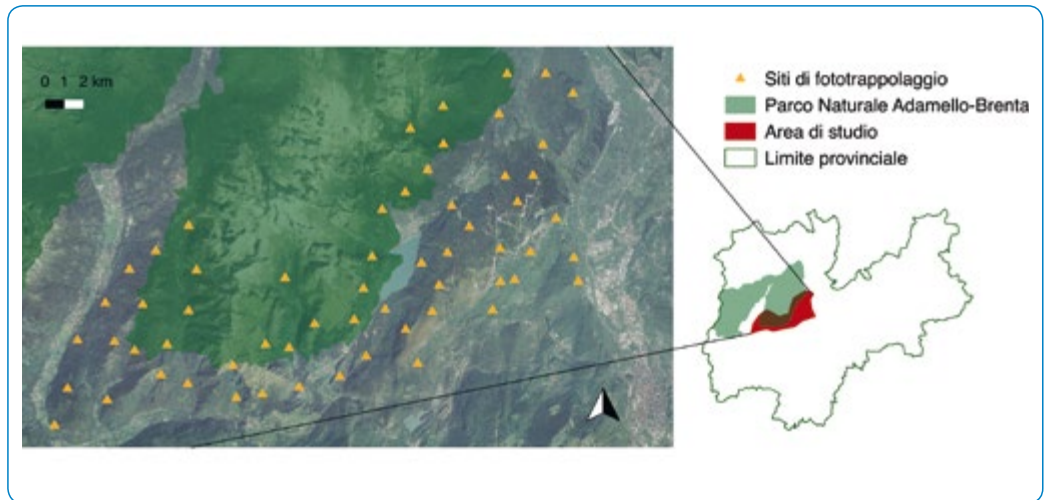 0 1 2 km
Siti di fototrappolaggio
Parco Naturale Adamello-Brenta
Area di studio
Limite provinciale